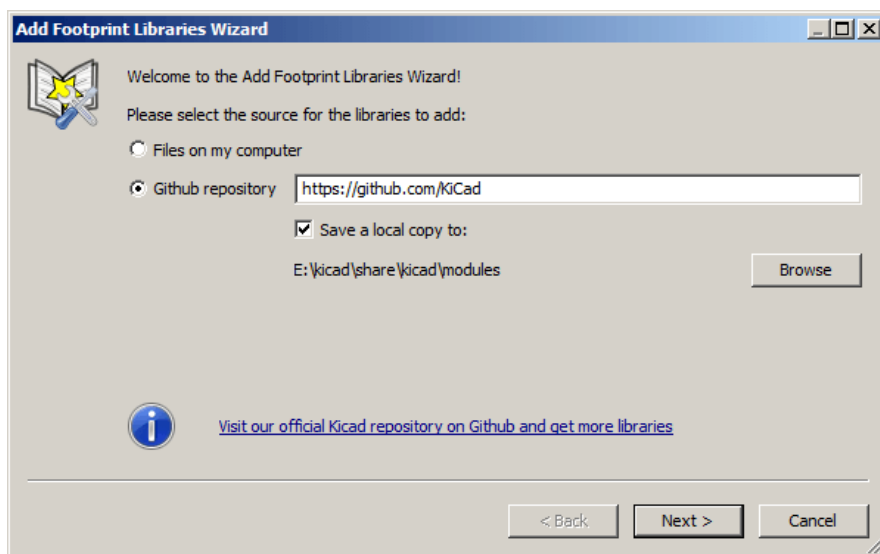 Add Footprint Libraries Wizard
Welcome to the Add Footprint Libraries Wizard!
Please select the source for the libraries to add:
Files on my computer
Github repository https://github.com/KiCad
Save a local copy to:
E:\kicad\share\kicad\modules Browse
Visit our official Kicad repository on Github and get more libraries
< Back Next > Cancel